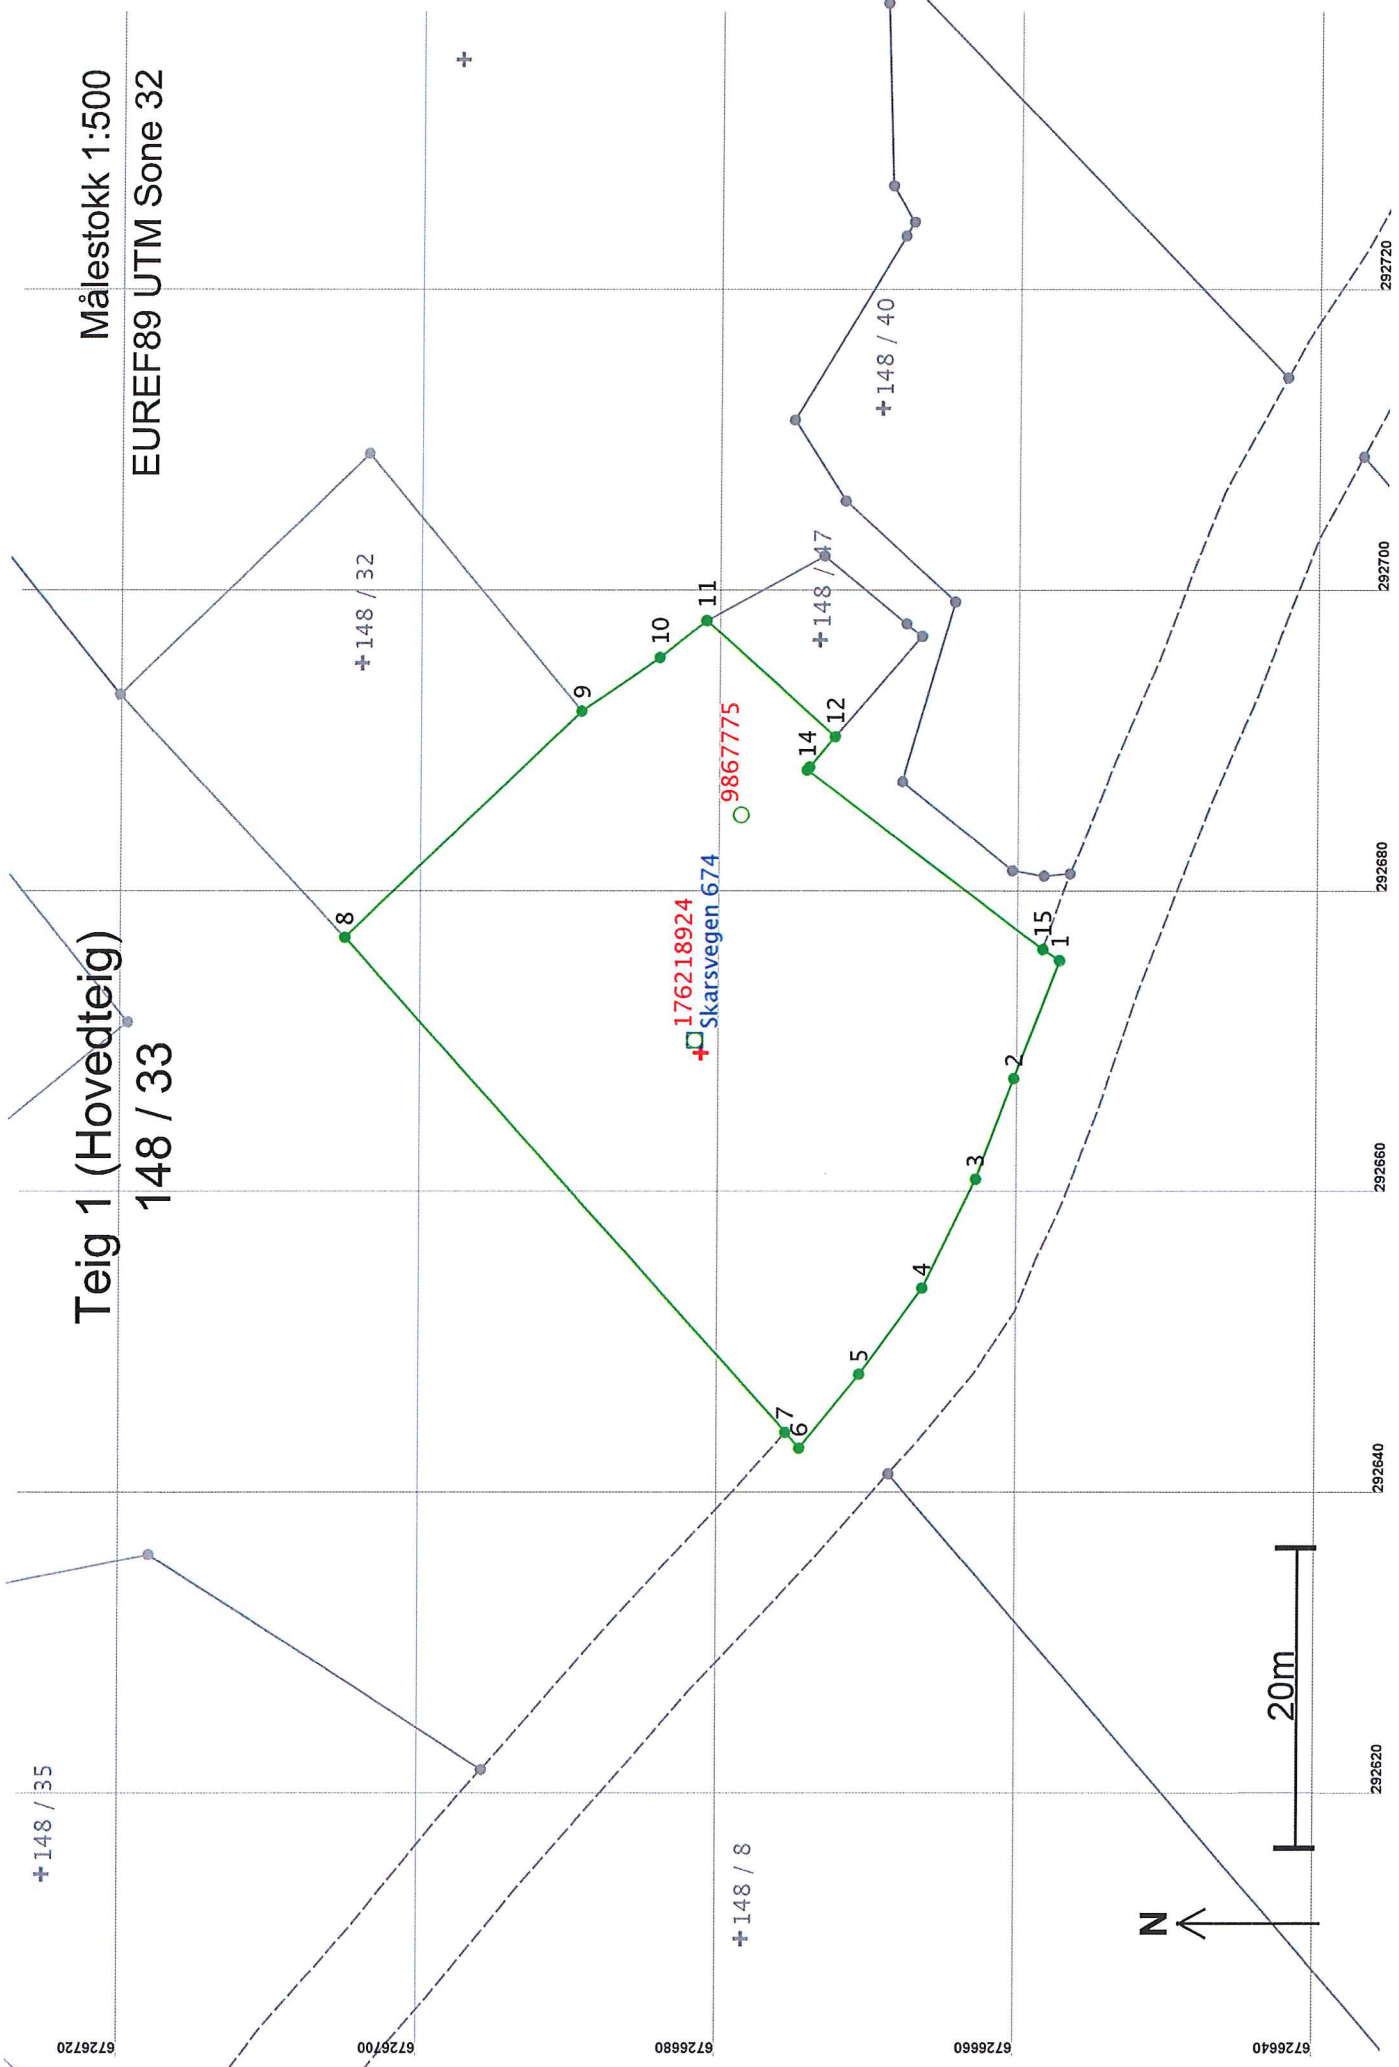 Teig 1 (Hovedteig)
148 / 33
Målestokk 1:500
EUREF89 UTM Sone 32
148 / 35
148 / 32
148 / 47
148 / 40
148 / 8
176218924
Skarsvegen 674
9867775
8
9
10
11
12
14
15
1
2
3
4
5
6
7
N
20m
6726720
6726700
6726680
6726660
6726640
292620
292640
292660
292680
292700
292720